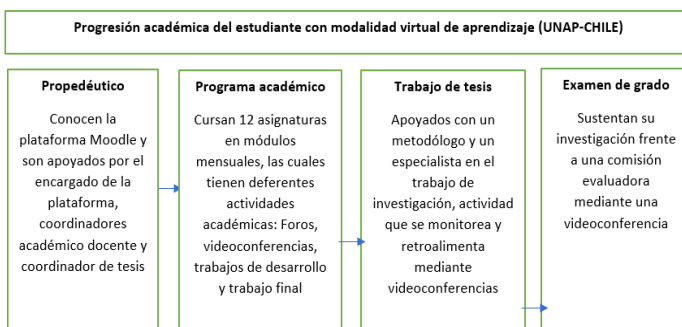 Progresión académica del estudiante con modalidad virtual de aprendizaje (UNAP-CHILE)
Propedéutico
Conocen la
plataforma Moodle y
son apoyados por el
encargado de la
plataforma,
coordinadores
académico docente y
coordinador de tesis
Programa académico
Cursan 12 asignaturas
en módulos
mensuales, las cuales
tienen deferentes
actividades
académicas: Foros,
videoconferencias,
trabajos de desarrollo
y trabajo final
Trabajo de tesis
Apoyados con un
metodólogo y un
especialista en el
trabajo de
investigación, actividad
que se monitorea y
retroalimenta
mediante
videoconferencias
Examen de grado
Sustentan su
investigación frente
a una comisión
evaluadora
mediante una
videoconferencia